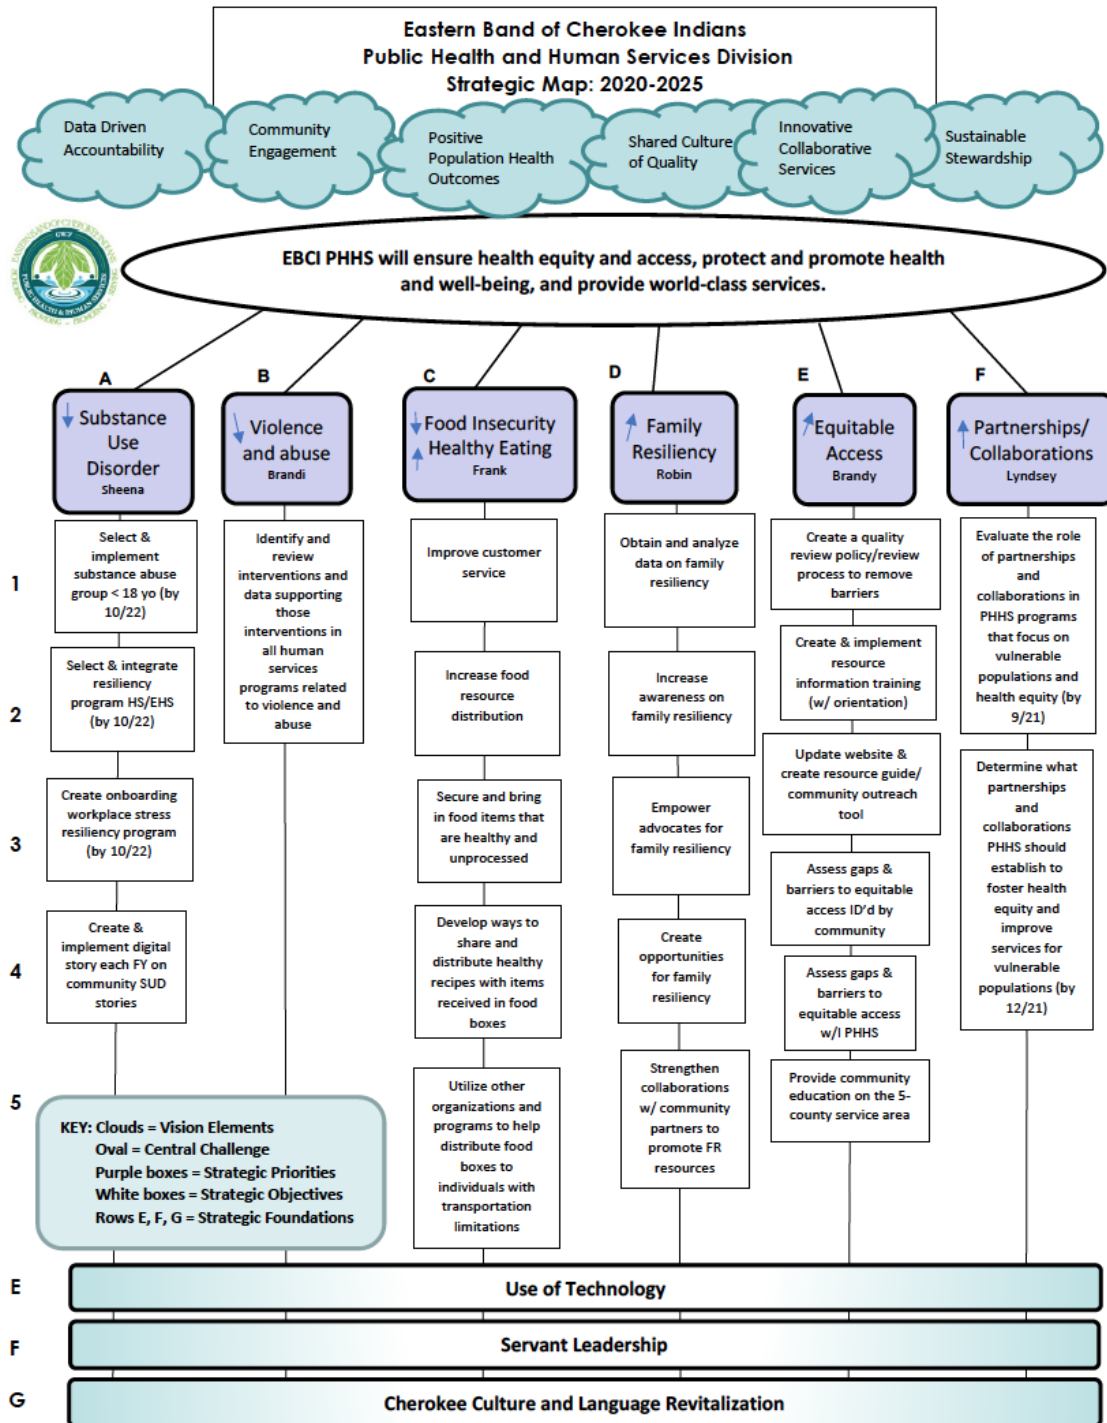 Eastern Band of Cherokee Indians
Public Health and Human Services Division
Strategic Map: 2020-2025
Data Driven
Accountability
Community
Engagement
Positive
Population Health
Outcomes
Shared Culture
of Quality
Innovative
Collaborative
Services
Sustainable
Stewardship
EASTERN BAND OF CHEROKEE INDIANS
PUBLIC HEALTH & HUMAN SERVICES
EBCI PHHS will ensure health equity and access, protect and promote health
and well-being, and provide world-class services.
A
Substance
Use
Disorder
Sheena
B
Violence
and abuse
Brandi
C
Food Insecurity
Healthy Eating
Frank
D
Family
Resiliency
Robin
E
Equitable
Access
Brandy
F
Partnerships/
Collaborations
Lyndsey
1
2
3
4
5
Select &
implement
substance abuse
group < 18 yo (by
10/22)
Select & integrate
resiliency
program HS/EHS
(by 10/22)
Create onboarding
workplace stress
resiliency program
(by 10/22)
Create &
implement digital
story each FY on
community SUD
stories
Identify and
review
interventions and
data supporting
those
interventions in
all human
services
programs related
to violence and
abuse
Improve customer
service
Increase food
resource
distribution
Secure and bring
in food items that
are healthy and
unprocessed
Develop ways to
share and
distribute healthy
recipes with items
received in food
boxes
Utilize other
organizations and
programs to help
distribute food
boxes to
individuals with
transportation
limitations
Obtain and analyze
data on family
resiliency
Increase
awareness on
family resiliency
Empower
advocates for
family resiliency
Create
opportunities
for family
resiliency
Strengthen
collaborations
w/ community
partners to
promote FR
resources
Create a quality
review policy/review
process to remove
barriers
Create & implement
resource
information training
(w/ orientation)
Update website &
create resource guide/
community outreach
tool
Assess gaps &
barriers to equitable
access ID'd by
community
Assess gaps &
barriers to
equitable access
w/I PHHS
Provide community
education on the 5-
county service area
Evaluate the role
of partnerships
and
collaborations in
PHHS programs
that focus on
vulnerable
populations and
health equity (by
9/21)
Determine what
partnerships
and
collaborations
PHHS should
establish to
foster health
equity and
improve
services for
vulnerable
populations (by
12/21)
KEY: Clouds = Vision Elements
Oval = Central Challenge
Purple boxes = Strategic Priorities
White boxes = Strategic Objectives
Rows E, F, G = Strategic Foundations
E
Use of Technology
F
Servant Leadership
G
Cherokee Culture and Language Revitalization